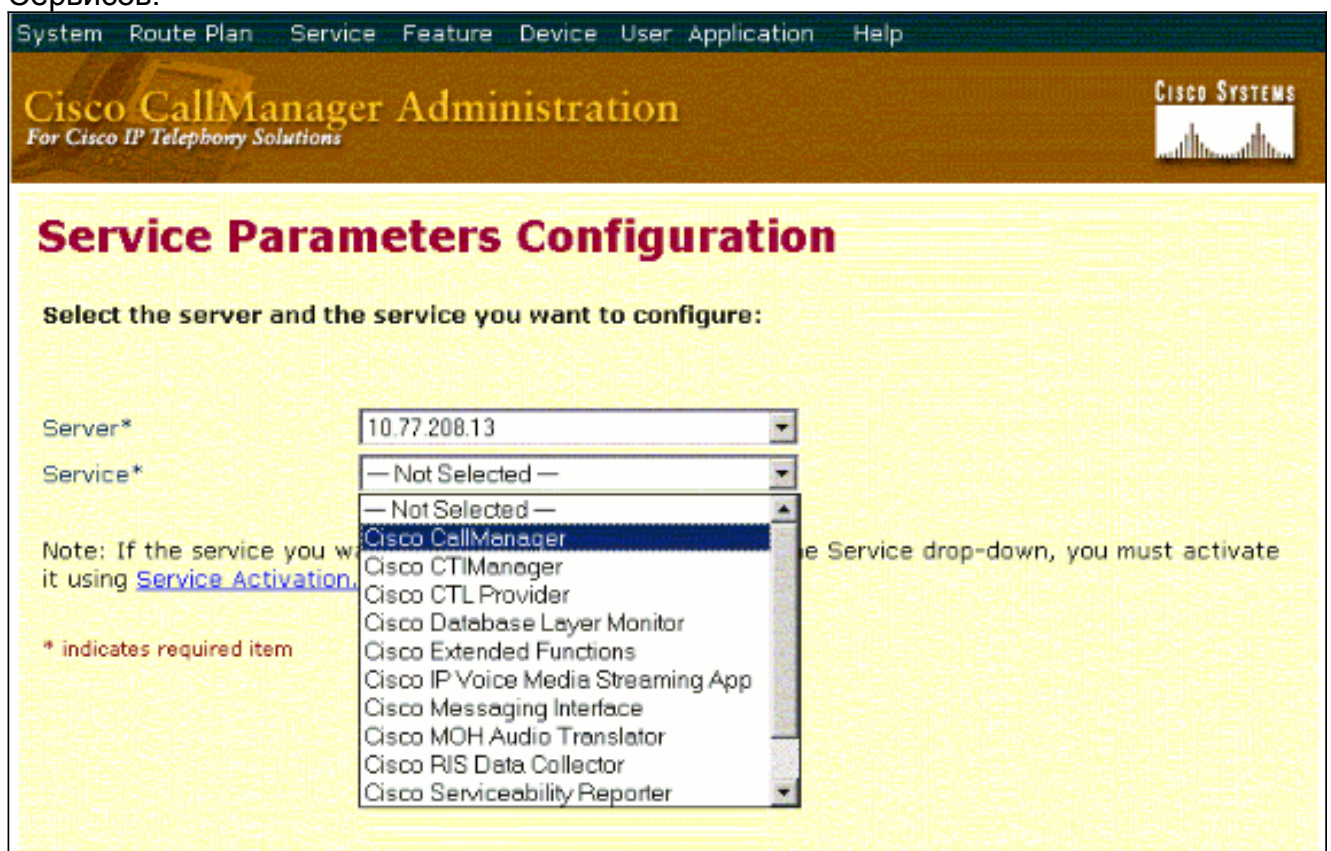 Сервисов.
System Route Plan Service Feature Device User Application Help
Cisco CallManager Administration
For Cisco IP Telephony Solutions
CISCO SYSTEMS
Service Parameters Configuration
Select the server and the service you want to configure:
Server* 10.77.208.13
Service* — Not Selected —
— Not Selected —
Cisco CallManager
Note: If the service you w e Service drop-down, you must activate
Cisco CTIManager
it using Service Activation.
Cisco CTL Provider
Cisco Database Layer Monitor
* indicates required item
Cisco Extended Functions
Cisco IP Voice Media Streaming App
Cisco Messaging Interface
Cisco MOH Audio Translator
Cisco RIS Data Collector
Cisco Serviceability Reporter